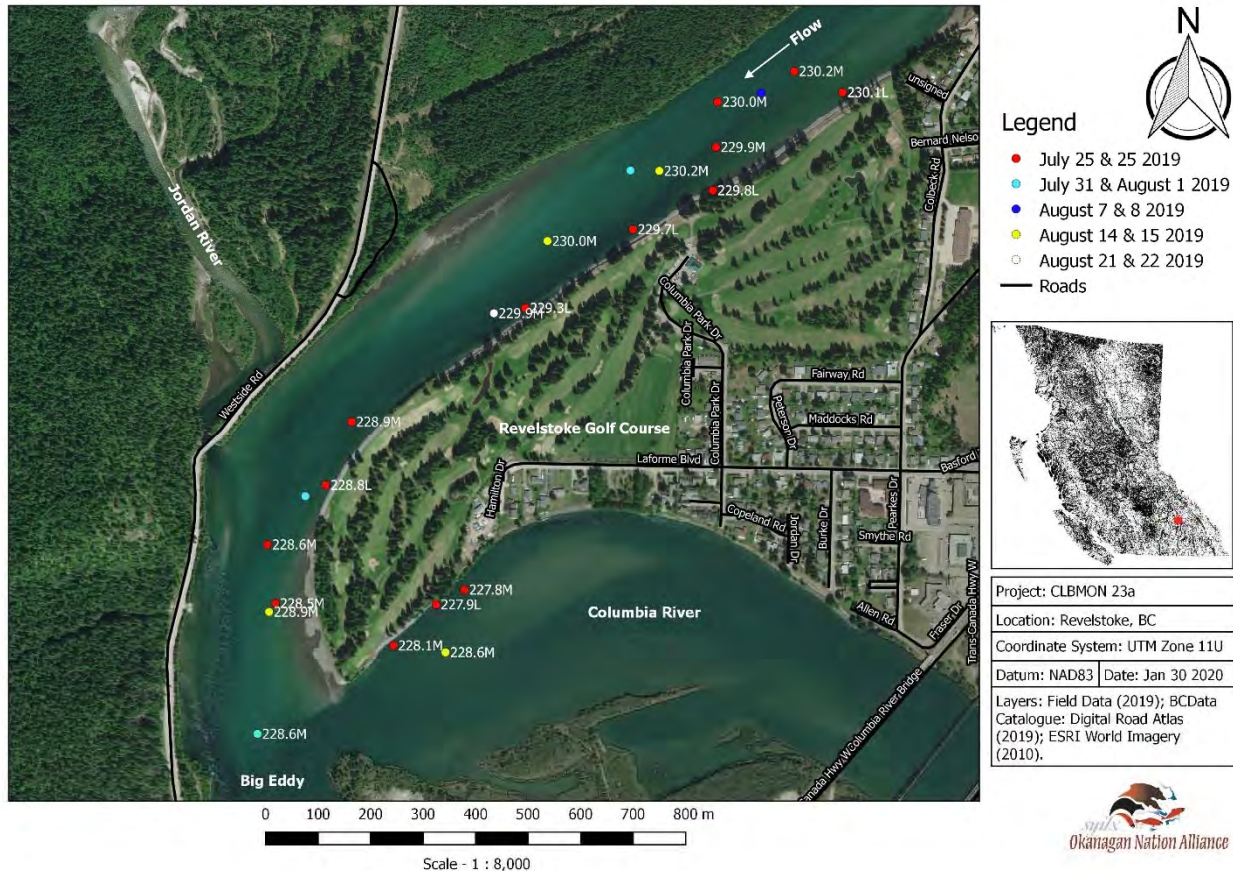 Flow
230.2M
230.1L
230.0M
229.9M
230.2M
229.8L
229.7L
230.0M
229.3L
229.9M
228.9M
228.8L
228.6M
228.5M
228.9M
227.8M
227.9L
228.1M
228.6M
228.6M
Jordan River
Westside Rd
Revelstoke Golf Course
Columbia River
Big Eddy
unsigned
Bernard Nelso
Colbeck Rd
Columbia Park Dr
Columbia Park Dr
Columbia Park Dr
Fairway Rd
Peterson Dr
Maddocks Rd
Laforme Blvd
Basford
Hamilton Dr
Copeland Rd
Jordan Dr
Burke Dr
Pearkes Dr
Smythe Rd
Allen Rd
Fraser Dr
Trans-Canada Hwy W
Canada Hwy W
Columbia River Bridge
N
Legend
July 25 & 25 2019
July 31 & August 1 2019
August 7 & 8 2019
August 14 & 15 2019
August 21 & 22 2019
Roads
Project: CLBMON 23a
Location: Revelstoke, BC
Coordinate System: UTM Zone 11U
Datum: NAD83
Date: Jan 30 2020
Layers: Field Data (2019); BCData
Catalogue: Digital Road Atlas
(2019); ESRI World Imagery
(2010).
Okanagan Nation Alliance
0 100 200 300 400 500 600 700 800 m
Scale - 1 : 8,000